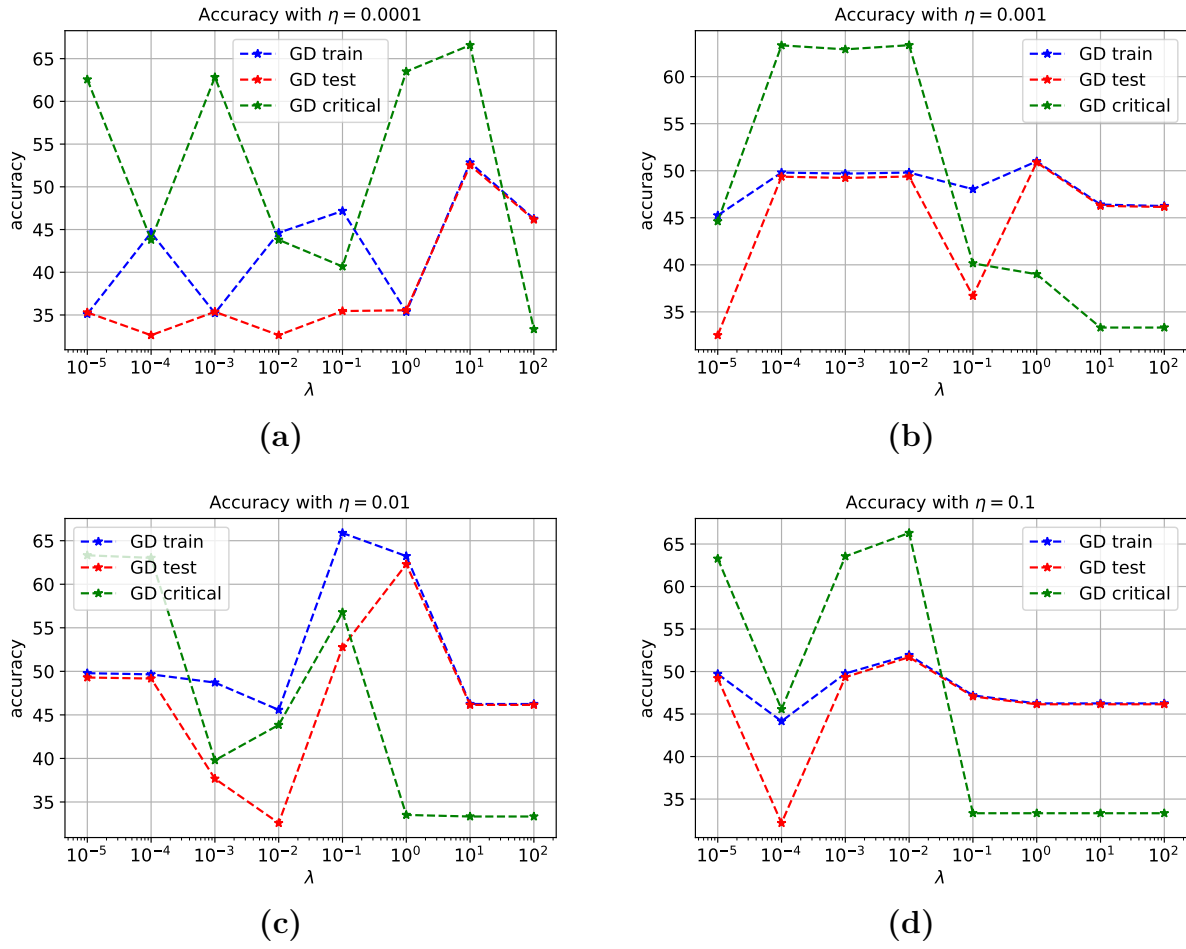 Accuracy with η = 0.0001
65
60
55
50
45
40
35
accuracy
GD train
GD test
GD critical
10⁻⁵ 10⁻⁴ 10⁻³ 10⁻² 10⁻¹ 10⁰ 10¹ 10²
λ
(a)
Accuracy with η = 0.001
60
55
50
45
40
35
accuracy
GD train
GD test
GD critical
10⁻⁵ 10⁻⁴ 10⁻³ 10⁻² 10⁻¹ 10⁰ 10¹ 10²
λ
(b)
Accuracy with η = 0.01
65
60
55
50
45
40
35
accuracy
GD train
GD test
GD critical
10⁻⁵ 10⁻⁴ 10⁻³ 10⁻² 10⁻¹ 10⁰ 10¹ 10²
λ
(c)
Accuracy with η = 0.1
65
60
55
50
45
40
35
accuracy
GD train
GD test
GD critical
10⁻⁵ 10⁻⁴ 10⁻³ 10⁻² 10⁻¹ 10⁰ 10¹ 10²
λ
(d)